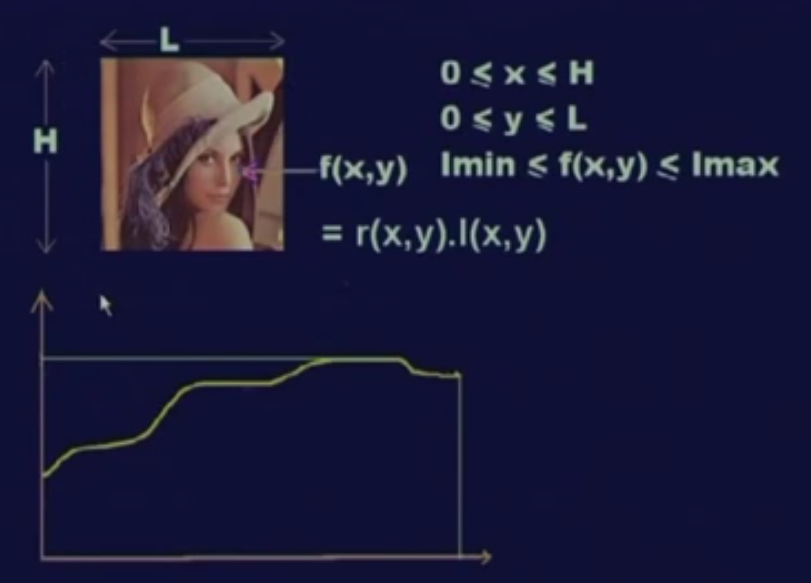 L
0 ≤ x ≤ H
0 ≤ y ≤ L
H
f(x,y)
Imin ≤ f(x,y) ≤ Imax
= r(x,y).I(x,y)